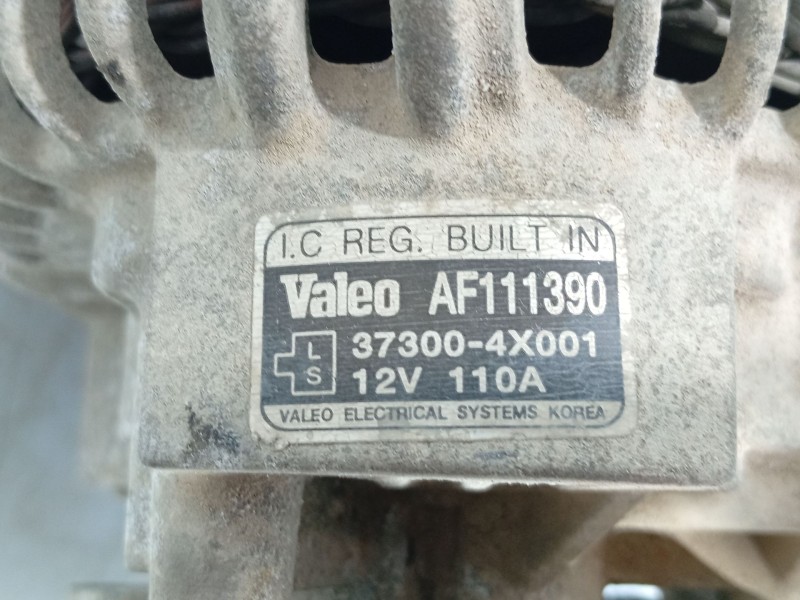 I.C REG. BUILT IN
Valeo AF111390
L 37300-4X001
S 12V 110A
VALEO ELECTRICAL SYSTEMS KOREA